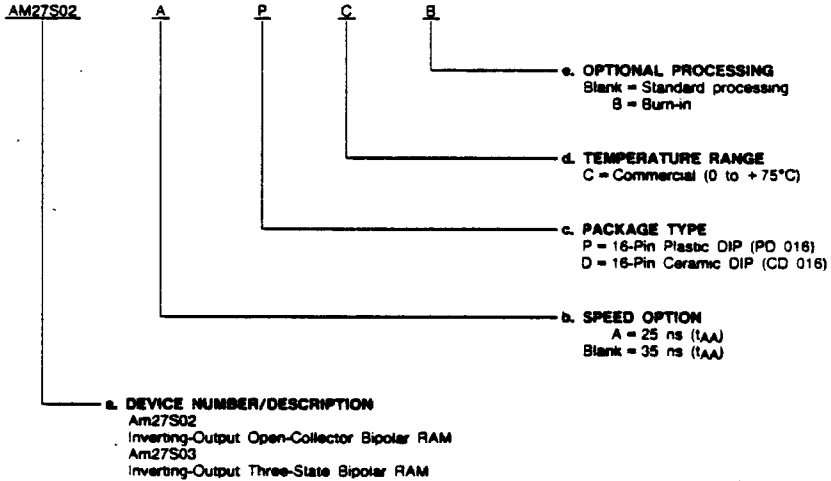 AM27S02 A P C B
e. OPTIONAL PROCESSING
Blank = Standard processing
B = Burn-in
d. TEMPERATURE RANGE
C = Commercial (0 to +75°C)
c. PACKAGE TYPE
P = 16-Pin Plastic DIP (PD 016)
D = 16-Pin Ceramic DIP (CD 016)
b. SPEED OPTION
A = 25 ns (tAA)
Blank = 35 ns (tAA)
a. DEVICE NUMBER/DESCRIPTION
Am27S02
Inverting-Output Open-Collector Bipolar RAM
Am27S03
Inverting-Output Three-State Bipolar RAM